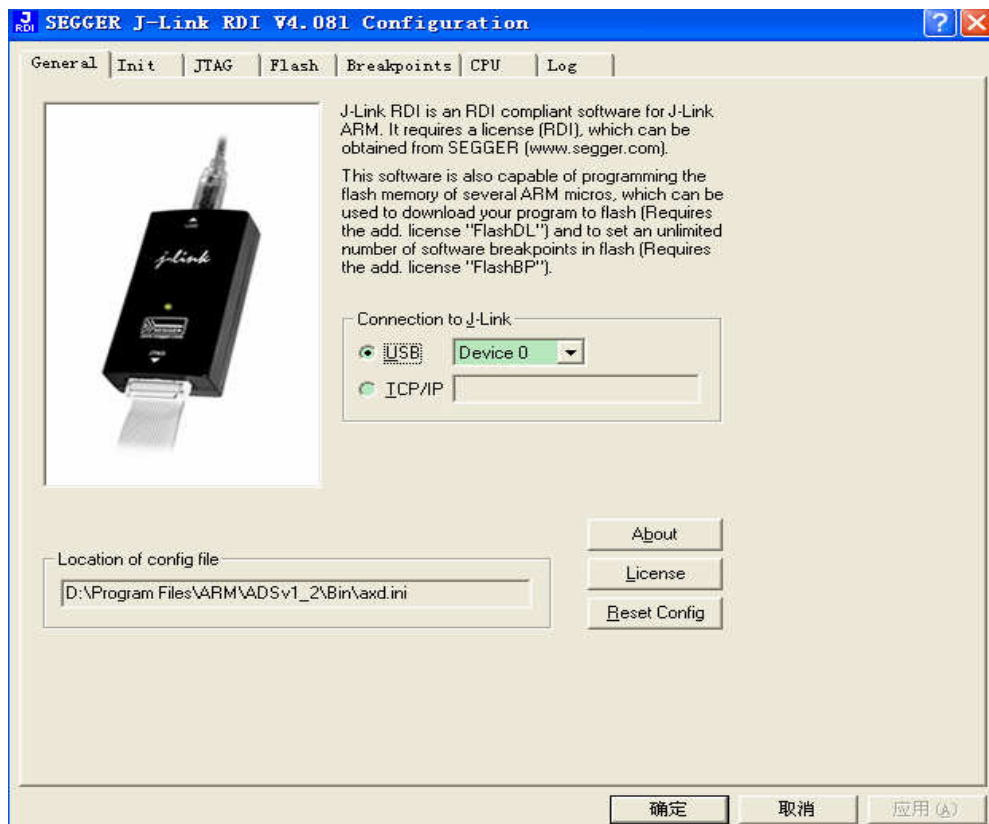 SEGGER J-Link RDI V4.081 Configuration
General Init JTAG Flash Breakpoints CPU Log
J-Link RDI is an RDI compliant software for J-Link
ARM. It requires a license (RDI), which can be
obtained from SEGGER (www.segger.com).
This software is also capable of programming the
flash memory of several ARM micros, which can be
used to download your program to flash (Requires
the add. license "FlashDL") and to set an unlimited
number of software breakpoints in flash (Requires
the add. license "FlashBP").
j-link
Connection to J-Link
USB Device 0
TCP/IP
About
Location of config file
License
D:\Program Files\ARM\ADSv1_2\Bin\axd.ini
Reset Config
确定 取消 应用(A)